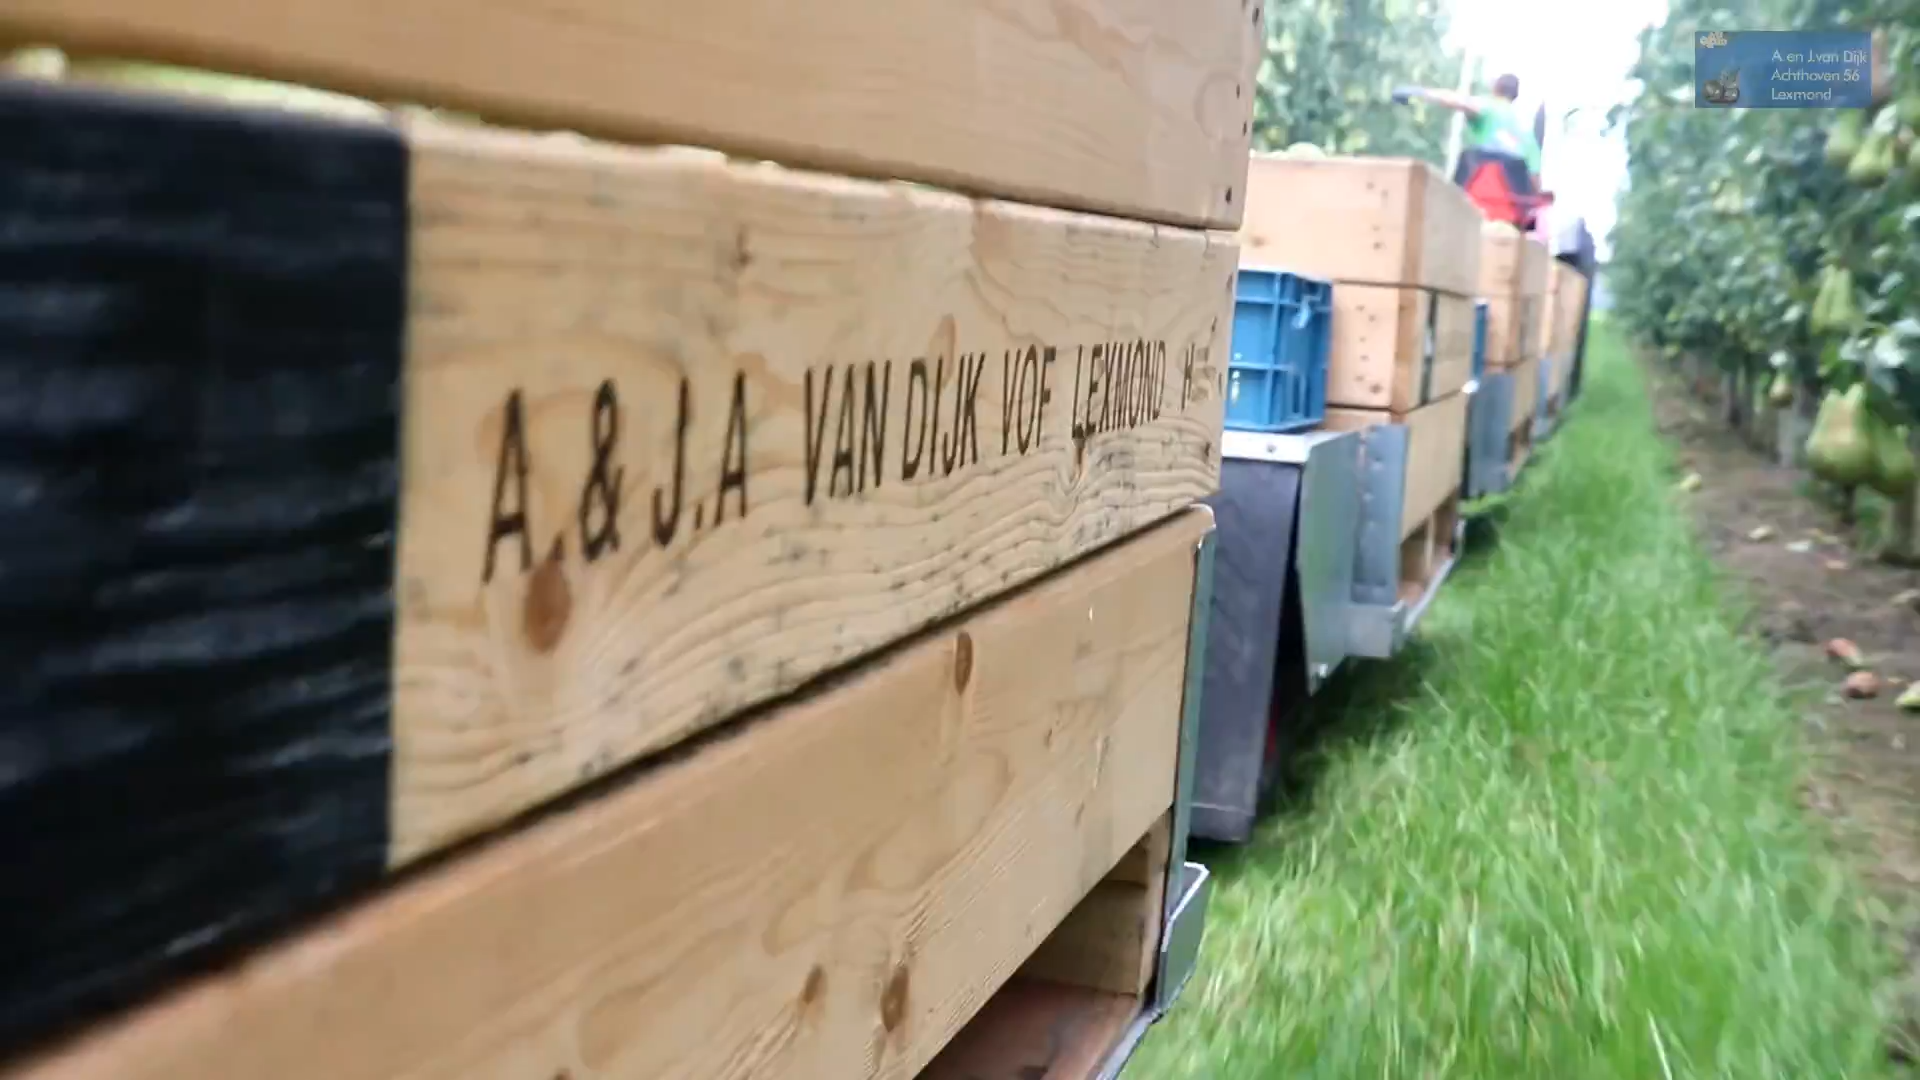 A en J.van Dijk
Achthoven 56
Lexmond
A.& J.A VAN DIJK VOF LEXMOND